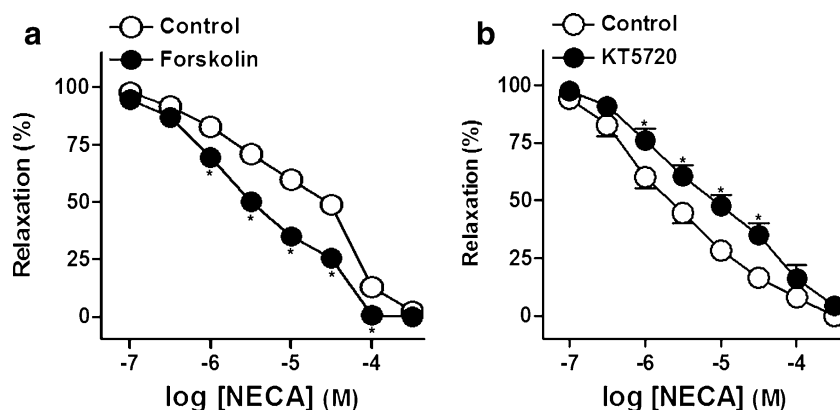 a
Control
Forskolin
Relaxation (%)
100
75
50
25
0
* * * * *
-7 -6 -5 -4
log [NECA] (M)
b
Control
KT5720
Relaxation (%)
100
75
50
25
0
* * * *
-7 -6 -5 -4
log [NECA] (M)